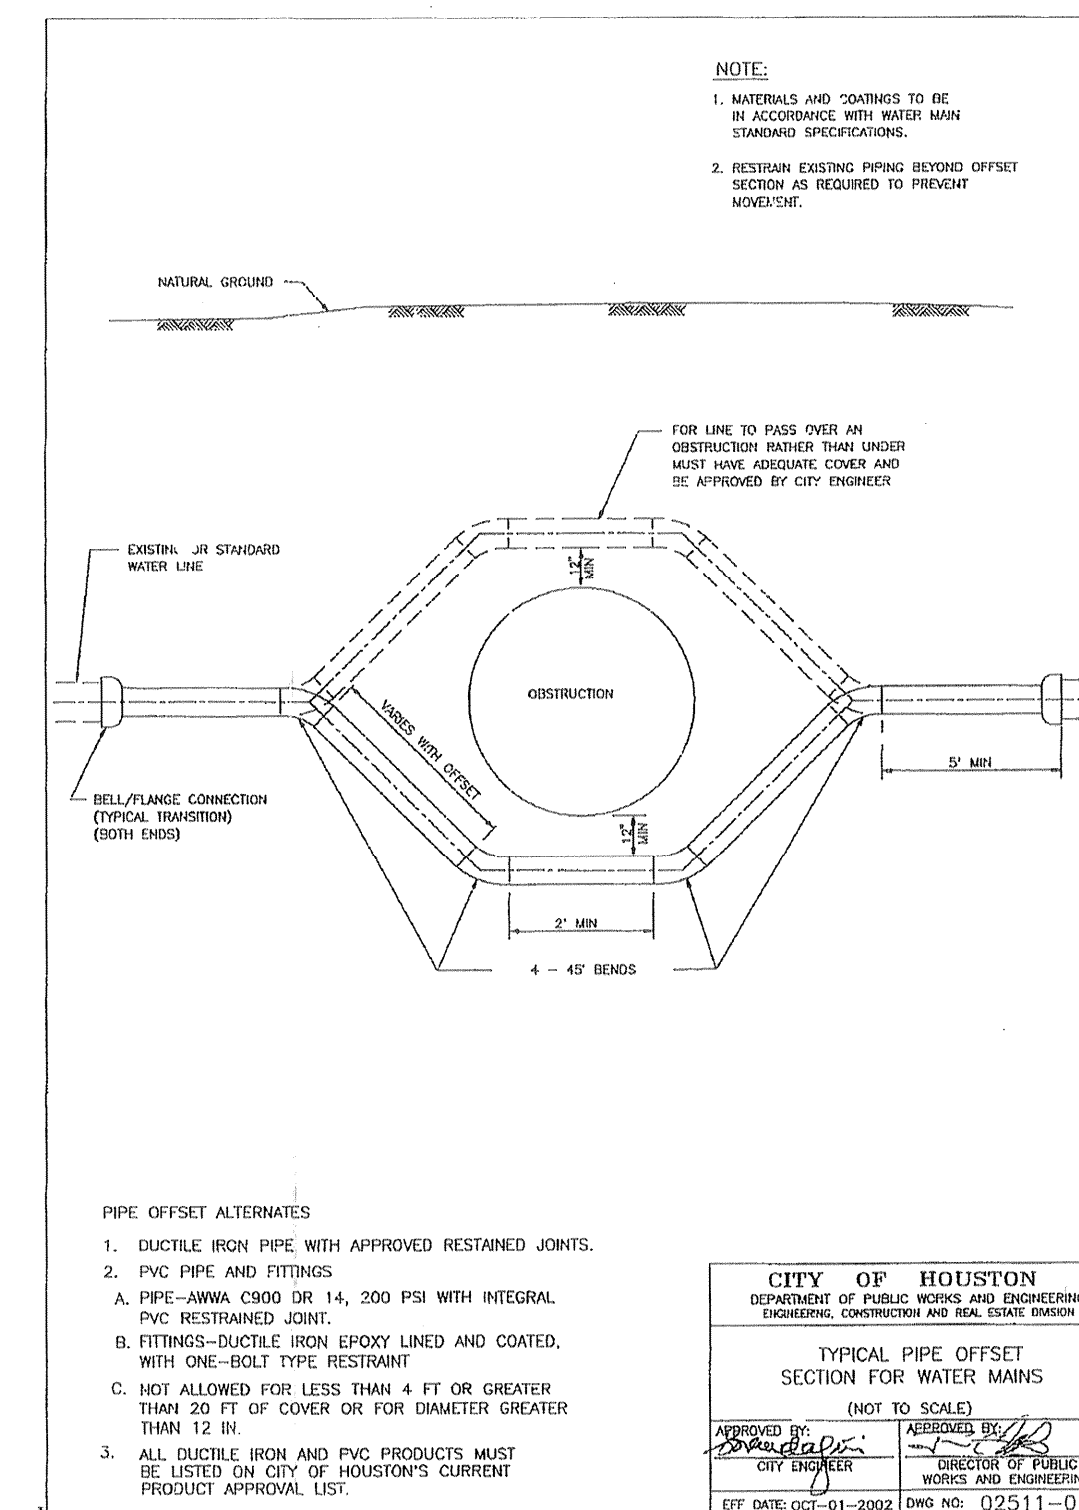 NOTE:
1. MATERIALS AND COATINGS TO BE
IN ACCORDANCE WITH WATER MAIN
STANDARD SPECIFICATIONS.
2. RESTRAIN EXISTING PIPING BEYOND OFFSET
SECTION AS REQUIRED TO PREVENT
MOVEMENT.
NATURAL GROUND
FOR LINE TO PASS OVER AN
OBSTRUCTION RATHER THAN UNDER
MUST HAVE ADEQUATE COVER AND
BE APPROVED BY CITY ENGINEER
EXISTING OR STANDARD
WATER LINE
12"
MIN
OBSTRUCTION
VARIES WITH OFFSET
5' MIN
BELL/FLANGE CONNECTION
(TYPICAL TRANSITION)
(BOTH ENDS)
12"
MIN
2' MIN
4 - 45° BENDS
PIPE OFFSET ALTERNATES
1. DUCTILE IRON PIPE WITH APPROVED RESTAINED JOINTS.
2. PVC PIPE AND FITTINGS
A. PIPE-AWWA C900 DR 14, 200 PSI WITH INTEGRAL
PVC RESTRAINED JOINT.
B. FITTINGS-DUCTILE IRON EPOXY LINED AND COATED,
WITH ONE-BOLT TYPE RESTRAINT
C. NOT ALLOWED FOR LESS THAN 4 FT OR GREATER
THAN 20 FT OF COVER OR FOR DIAMETER GREATER
THAN 12 IN.
3. ALL DUCTILE IRON AND PVC PRODUCTS MUST
BE LISTED ON CITY OF HOUSTON'S CURRENT
PRODUCT APPROVAL LIST.
CITY OF HOUSTON
DEPARTMENT OF PUBLIC WORKS AND ENGINEERIN
ENGINEERING, CONSTRUCTION AND REAL ESTATE DIVISION
TYPICAL PIPE OFFSET
SECTION FOR WATER MAINS
(NOT TO SCALE)
APPROVED BY:
CITY ENGINEER
APPROVED BY:
DIRECTOR OF PUBLIC
WORKS AND ENGINEERIN
EFF DATE: OCT-01-2002
DWG NO: 02511-0